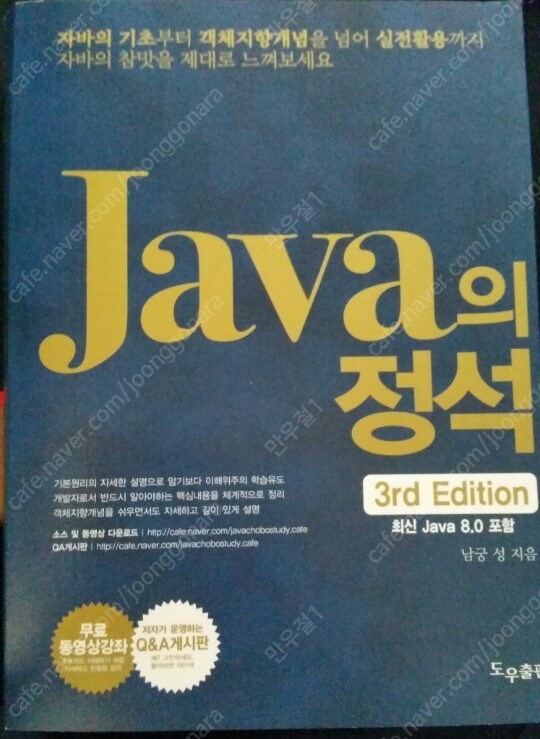 자바의 기초부터 객체지향개념을 넘어 실전활용까지
자바의 참맛을 제대로 느껴보세요
Java의
정석
기본원리의 자세한 설명으로 암기보다 이해위주의 학습유도
개발자로서 반드시 알아야하는 핵심내용을 체계적으로 정리
객체지향개념을 쉬우면서도 자세하고 깊이 있게 설명
3rd Edition
최신 Java 8.0 포함
소스 및 동영상 다운로드 | http://cafe.naver.com/javachobostudy.cafe
QA게시판 | http://cafe.naver.com/javachobostudy.cafe
남궁 성 지음
무료
동영상강좌
저자가 운영하는
Q&A게시판
도우출판
cafe.naver.com/joonggonara
만우절1